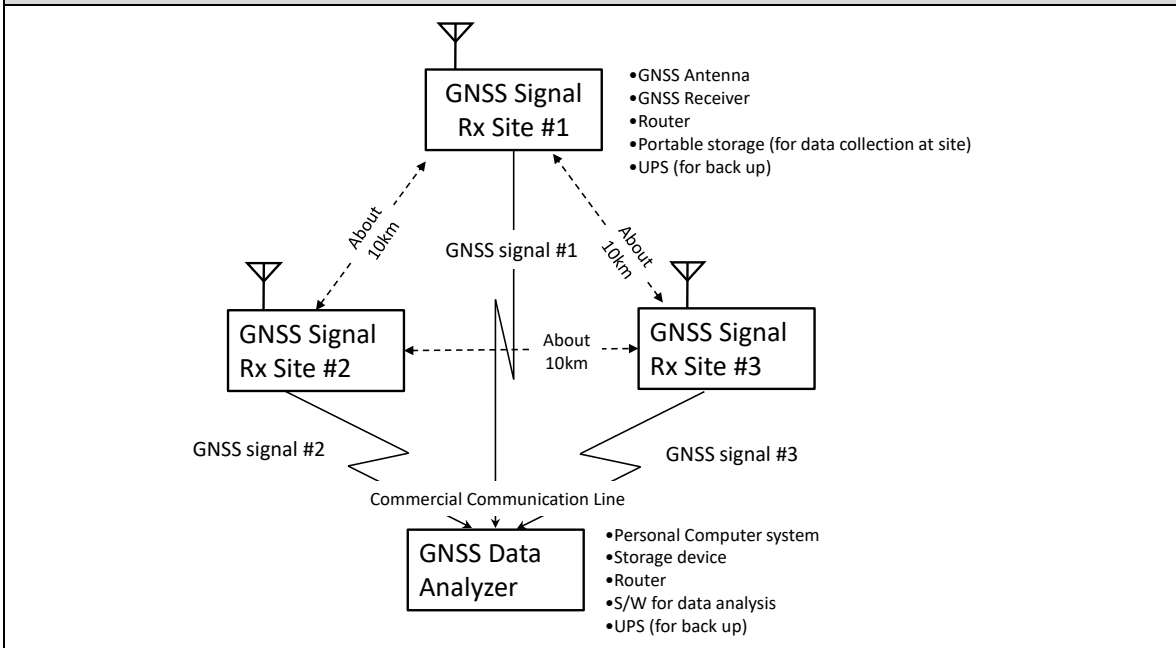 GNSS Signal
Rx Site #1
•GNSS Antenna
•GNSS Receiver
•Router
•Portable storage (for data collection at site)
•UPS (for back up)
About
10km
About
10km
GNSS signal #1
GNSS Signal
Rx Site #2
About
10km
GNSS Signal
Rx Site #3
GNSS signal #2
GNSS signal #3
Commercial Communication Line
GNSS Data
Analyzer
•Personal Computer system
•Storage device
•Router
•S/W for data analysis
•UPS (for back up)